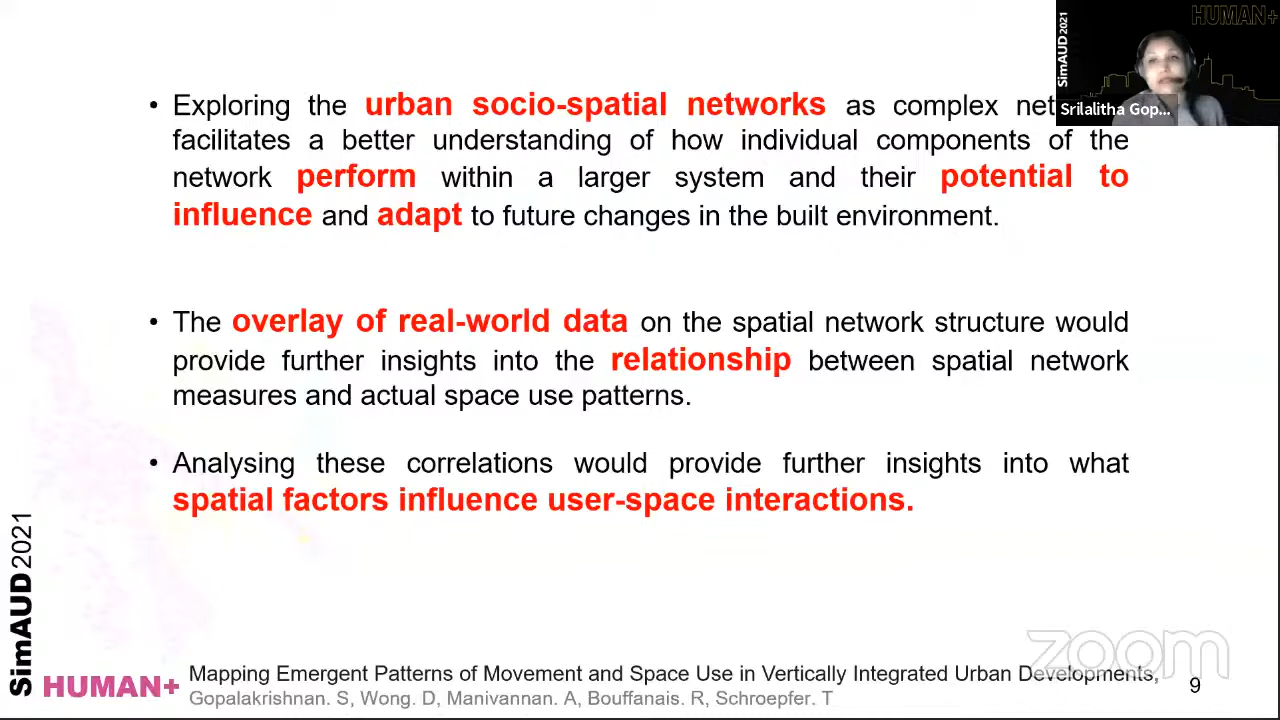 HUMAN+
SimAUD 2021
Srilalitha Gop...
• Exploring the urban socio-spatial networks as complex
facilitates a better understanding of how individual components of the
network perform within a larger system and their potential to
influence and adapt to future changes in the built environment.
• The overlay of real-world data on the spatial network structure would
provide further insights into the relationship between spatial network
measures and actual space use patterns.
• Analysing these correlations would provide further insights into what
spatial factors influence user-space interactions.
SimAUD2021
HUMAN+
Mapping Emergent Patterns of Movement and Space Use in Vertically Integrated Urban Developments,
Gopalakrishnan. S, Wong. D, Manivannan. A, Bouffanais. R, Schroepfer. T
zoom
9